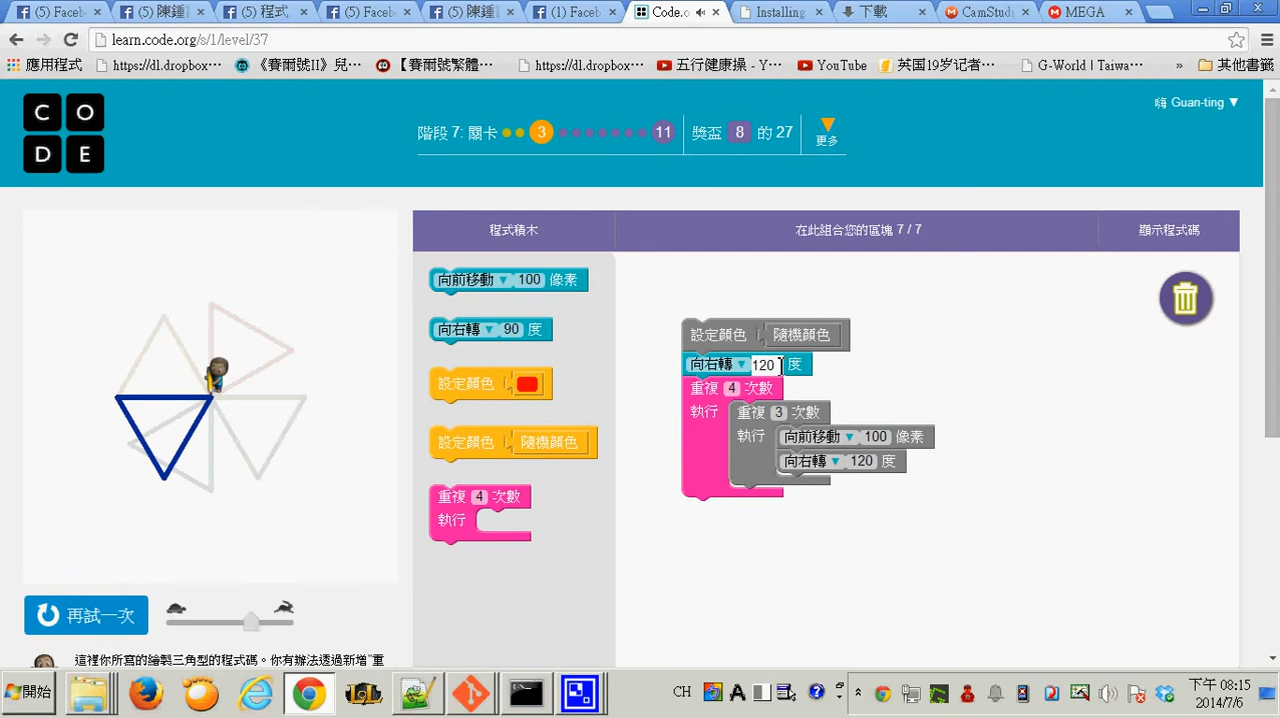 (5) Faceb
(5) 陳鍾
(5) 程式
(5) Faceb
(5) 陳鍾
(1) Faceb
Code.o
Installing
下載
CamStud
MEGA
learn.code.org/s/1/level/37
應用程式
https://dl.dropbox…
《賽爾號II》兒…
【賽爾號繁體…
https://dl.dropbox…
五行健康操 - Y…
YouTube
英国19岁记者…
G-World | Taiwa…
»
其他書籤
C O
D E
階段 7: 關卡
3
11
獎盃 8 的 27
更多
嗨 Guan-ting ▼
程式積木
在此組合您的區塊 7 / 7
顯示程式碼
向前移動 100 像素
向右轉 90 度
設定顏色
設定顏色 隨機顏色
重複 4 次數
執行
設定顏色 隨機顏色
向右轉 120 度
重複 4 次數
執行
重複 3 次數
執行
向前移動 100 像素
向右轉 120 度
再試一次
這裡你所寫的繪製三角型的程式碼。你有辦法透過新增"重
開始
CH
下午 08:15
2014/7/6